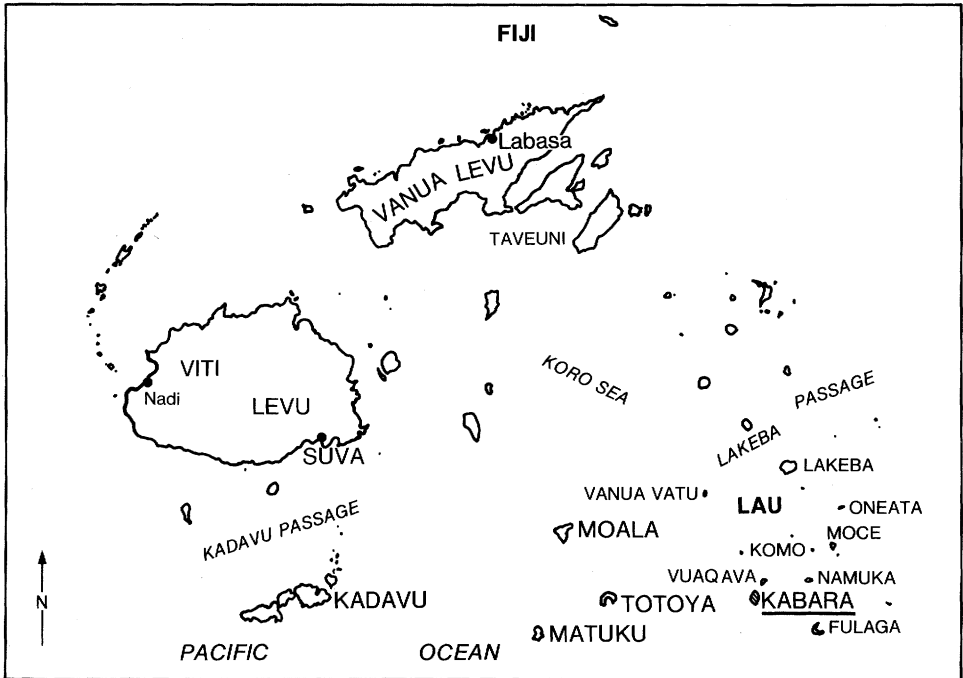 FIJI
Labasa
VANUA LEVU
TAVEUNI
VITI
LEVU
Nadi
SUVA
KORO SEA
LAKEBA PASSAGE
LAKEBA
VANUA VATU
LAU
ONEATA
MOCE
KADAVU PASSAGE
MOALA
KOMO
VUAQAVA
NAMUKA
N
KADAVU
TOTOYA
KABARA
MATUKU
FULAGA
PACIFIC OCEAN